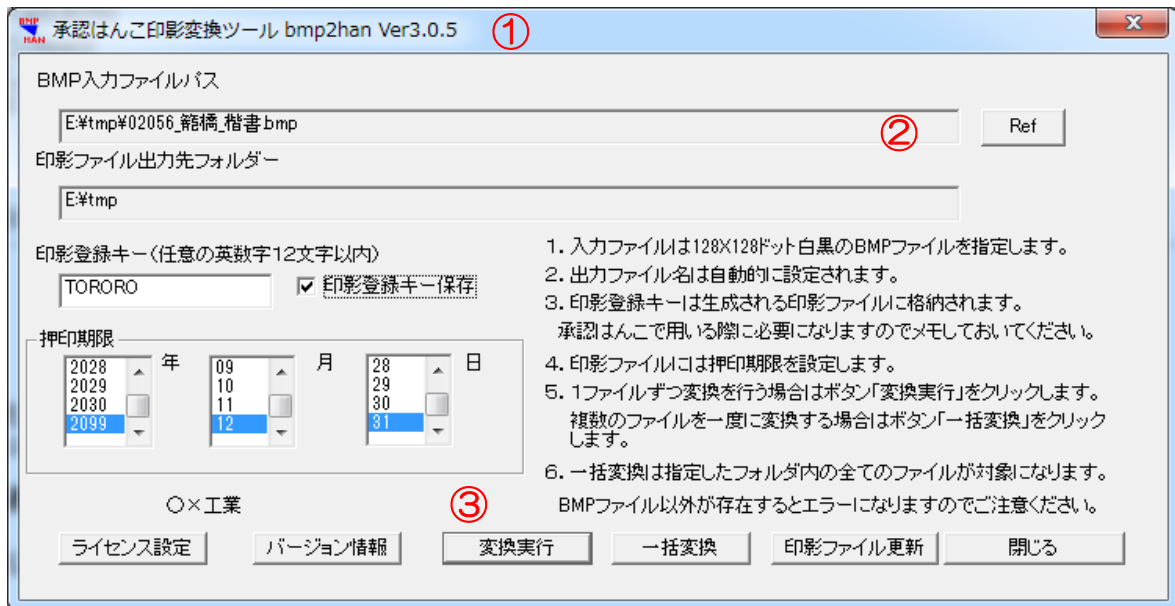 BMP HAN 承認はんこ印影変換ツール bmp2han Ver3.0.5 ①
BMP入力ファイルパス
E:¥tmp¥02056_簵橋_楷書.bmp ② Ref
印影ファイル出力先フォルダー
E:¥tmp
印影登録キー(任意の英数字12文字以内)
TORORO 印影登録キー保存
押印期限
2028 年 09 月 28 日
2029 10 29
2030 11 30
2099 12 31
1. 入力ファイルは128X128ドット白黒のBMPファイルを指定します。
2. 出力ファイル名は自動的に設定されます。
3. 印影登録キーは生成される印影ファイルに格納されます。
承認はんこで用いる際に必要になりますのでメモしておいてください。
4. 印影ファイルには押印期限を設定します。
5. 1ファイルずつ変換を行う場合はボタン「変換実行」をクリックします。
複数のファイルを一度に変換する場合はボタン「一括変換」をクリック
します。
6. 一括変換は指定したフォルダ内の全てのファイルが対象になります。
BMPファイル以外が存在するとエラーになりますのでご注意ください。
○×工業 ③
ライセンス設定 バージョン情報 変換実行 一括変換 印影ファイル更新 閉じる